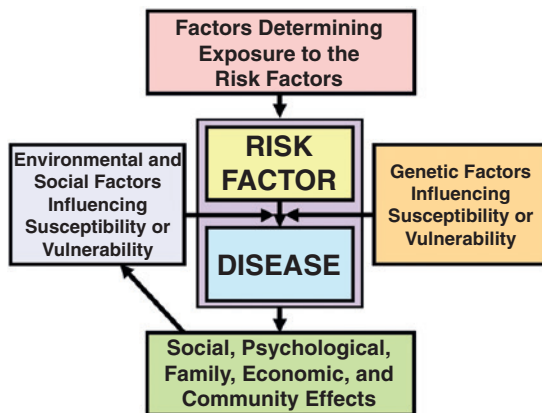 Factors Determining
Exposure to the
Risk Factors
RISK
FACTOR
Environmental and
Social Factors
Influencing
Susceptibility or
Vulnerability
Genetic Factors
Influencing
Susceptibility or
Vulnerability
DISEASE
Social, Psychological,
Family, Economic, and
Community Effects